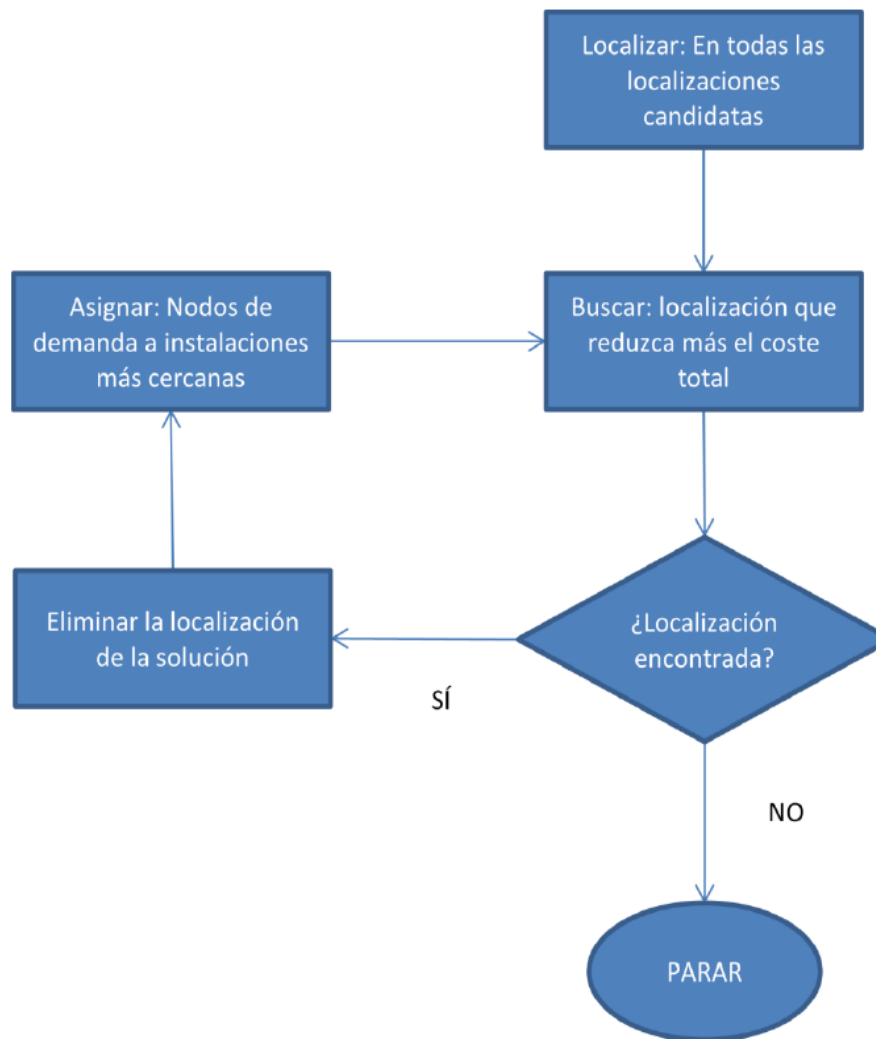 Localizar: En todas las
localizaciones
candidatas
Asignar: Nodos de
demanda a instalaciones
más cercanas
Buscar: localización que
reduzca más el coste
total
Eliminar la localización
de la solución
¿Localización
encontrada?
SÍ
NO
PARAR